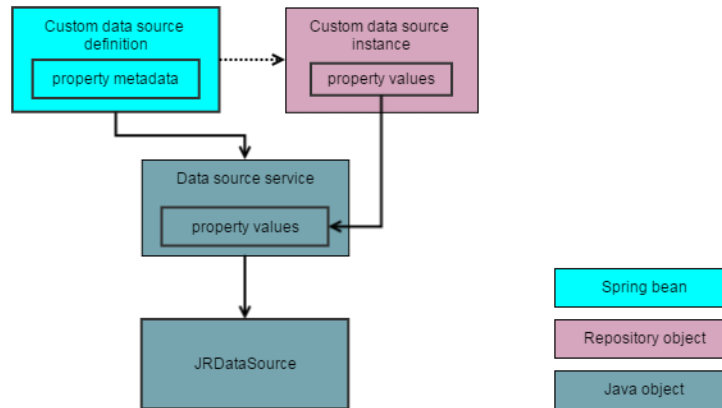 Custom data source
definition
property metadata
Custom data source
instance
property values
Data source service
property values
JRDataSource
Spring bean
Repository object
Java object